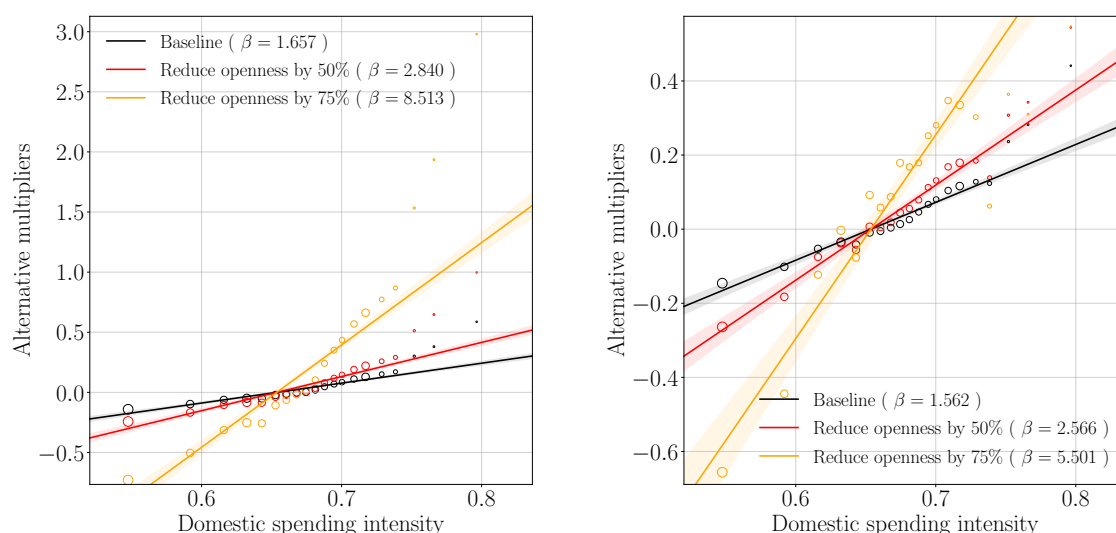 Alternative multipliers
3.0
2.5
2.0
1.5
1.0
0.5
0.0
−0.5
Baseline ( β = 1.657 )
Reduce openness by 50% ( β = 2.840 )
Reduce openness by 75% ( β = 8.513 )
0.6 0.7 0.8
Domestic spending intensity
Alternative multipliers
0.4
0.2
0.0
−0.2
−0.4
−0.6
Baseline ( β = 1.562 )
Reduce openness by 50% ( β = 2.566 )
Reduce openness by 75% ( β = 5.501 )
0.6 0.7 0.8
Domestic spending intensity